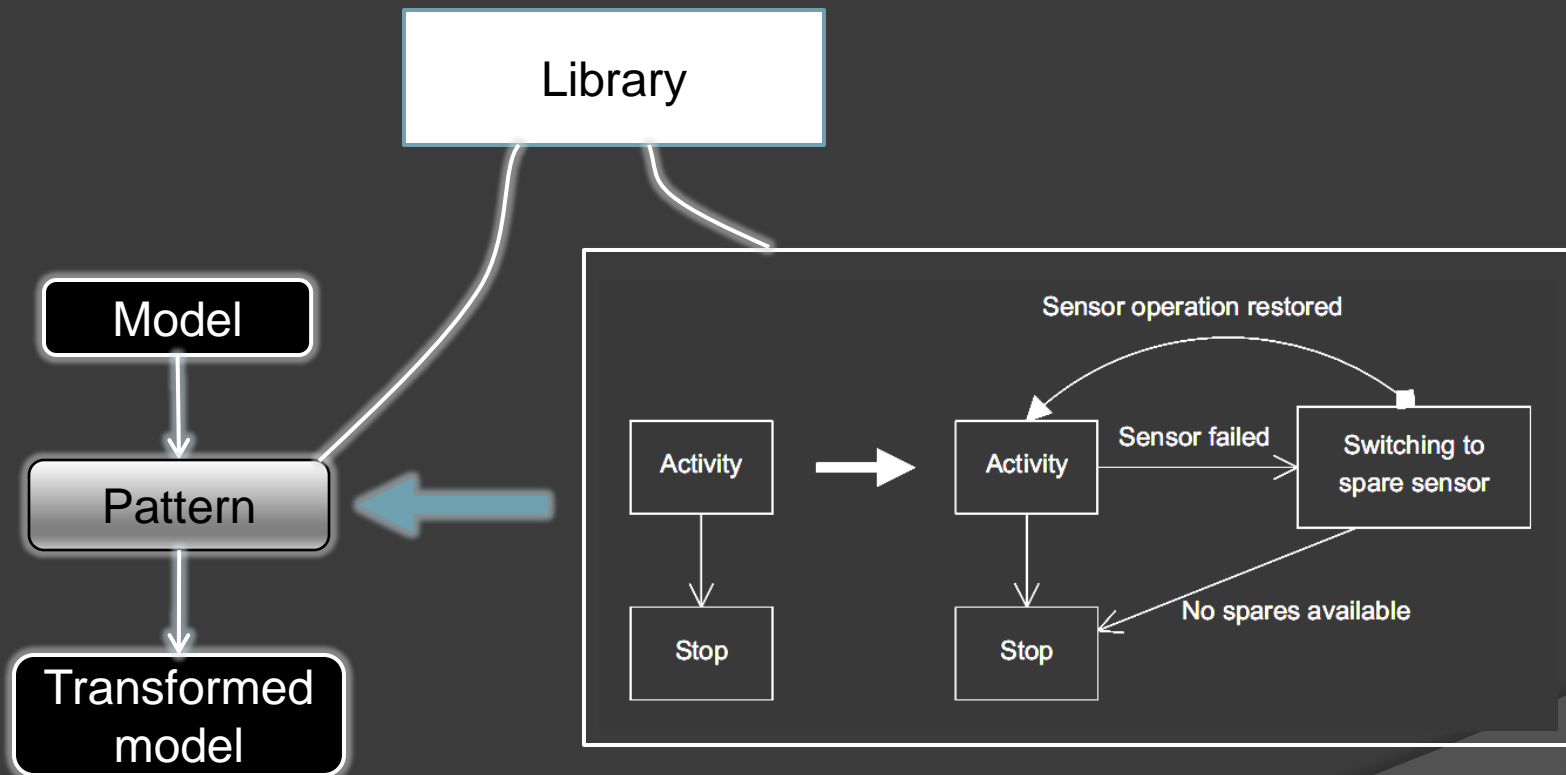 Library
Model
Pattern
Transformed
model
Sensor operation restored
Activity
Activity
Sensor failed
Switching to
spare sensor
No spares available
Stop
Stop